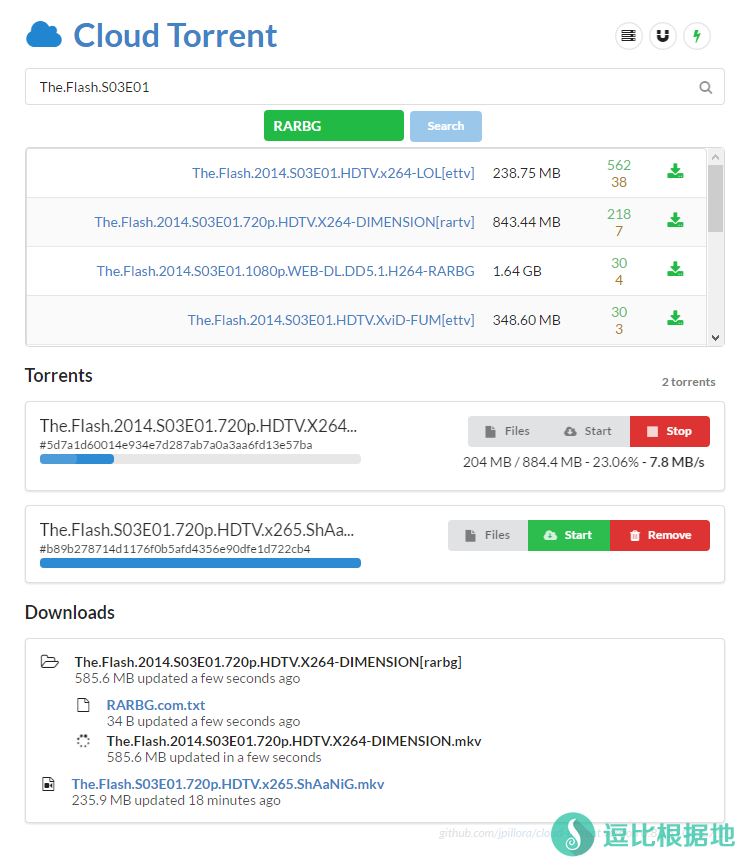 Cloud Torrent
The.Flash.S03E01
RARBG Search
The.Flash.2014.S03E01.HDTV.x264-LOL[ettv] 238.75 MB 562
38
The.Flash.2014.S03E01.720p.HDTV.X264-DIMENSION[rartv] 843.44 MB 218
7
The.Flash.2014.S03E01.1080p.WEB-DL.DD5.1.H264-RARBG 1.64 GB 30
4
The.Flash.2014.S03E01.HDTV.XviD-FUM[ettv] 348.60 MB 30
3
Torrents 2 torrents
The.Flash.2014.S03E01.720p.HDTV.X264... Files Start Stop
#5d7a1d60014e934e7d287ab7a0a3aa6fd13e57ba
204 MB / 884.4 MB - 23.06% - 7.8 MB/s
The.Flash.S03E01.720p.HDTV.x265.ShAa... Files Start Remove
#b89b278714d1176f0b5afd4356e90dfe1d722cb4
Downloads
The.Flash.2014.S03E01.720p.HDTV.X264-DIMENSION[rarbg]
585.6 MB updated a few seconds ago
RARBG.com.txt
34 B updated a few seconds ago
The.Flash.2014.S03E01.720p.HDTV.X264-DIMENSION.mkv
585.6 MB updated in a few seconds
The.Flash.S03E01.720p.HDTV.x265.ShAaNiG.mkv
235.9 MB updated 18 minutes ago
github.com/jpillora/cloud
逗比根据地